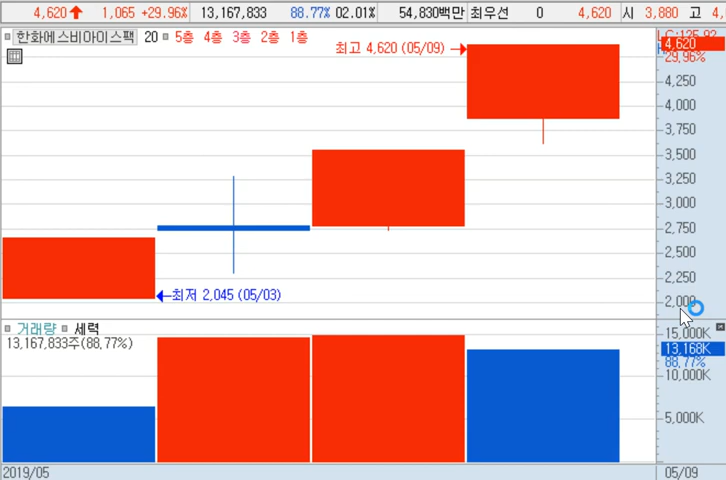 4,620 1,065 +29.96% 13,167,833 88.77% 02.01% 54,830백만 최우선 0 4,620 시 3,880 고 4,
한화에스비아이스팩 20 5층 4층 3층 2층 1층
최고 4,620 (05/09)
4,620
29.96%
4,250
4,000
3,750
3,500
3,250
3,000
2,750
2,500
2,250
2,000
최저 2,045 (05/03)
거래량 세력
13,167,833주(88.77%)
15,000K
13,168K
88.77%
10,000K
5,000K
2019/05 05/09